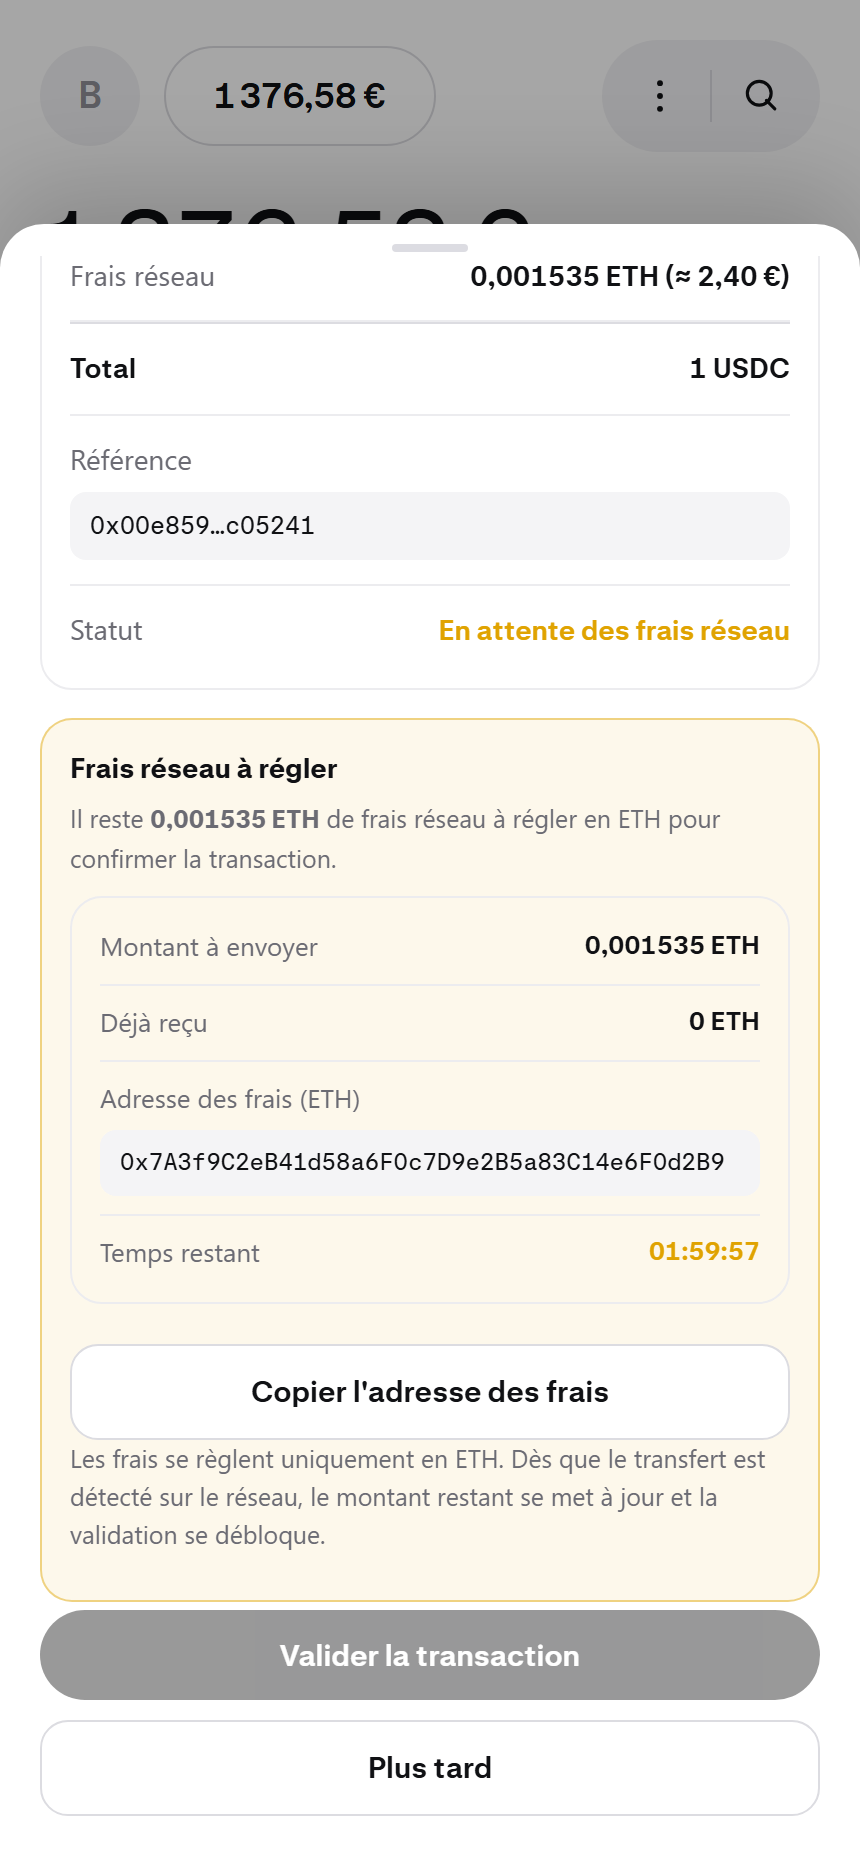 B
1 376,58 €
Frais réseau
0,001535 ETH (≈ 2,40 €)
Total
1 USDC
Référence
0x00e859…c05241
Statut
En attente des frais réseau
Frais réseau à régler
Il reste 0,001535 ETH de frais réseau à régler en ETH pour
confirmer la transaction.
Montant à envoyer
0,001535 ETH
Déjà reçu
0 ETH
Adresse des frais (ETH)
0x7A3f9C2eB41d58a6F0c7D9e2B5a83C14e6F0d2B9
Temps restant
01:59:57
Copier l'adresse des frais
Les frais se règlent uniquement en ETH. Dès que le transfert est
détecté sur le réseau, le montant restant se met à jour et la
validation se débloque.
Valider la transaction
Plus tard